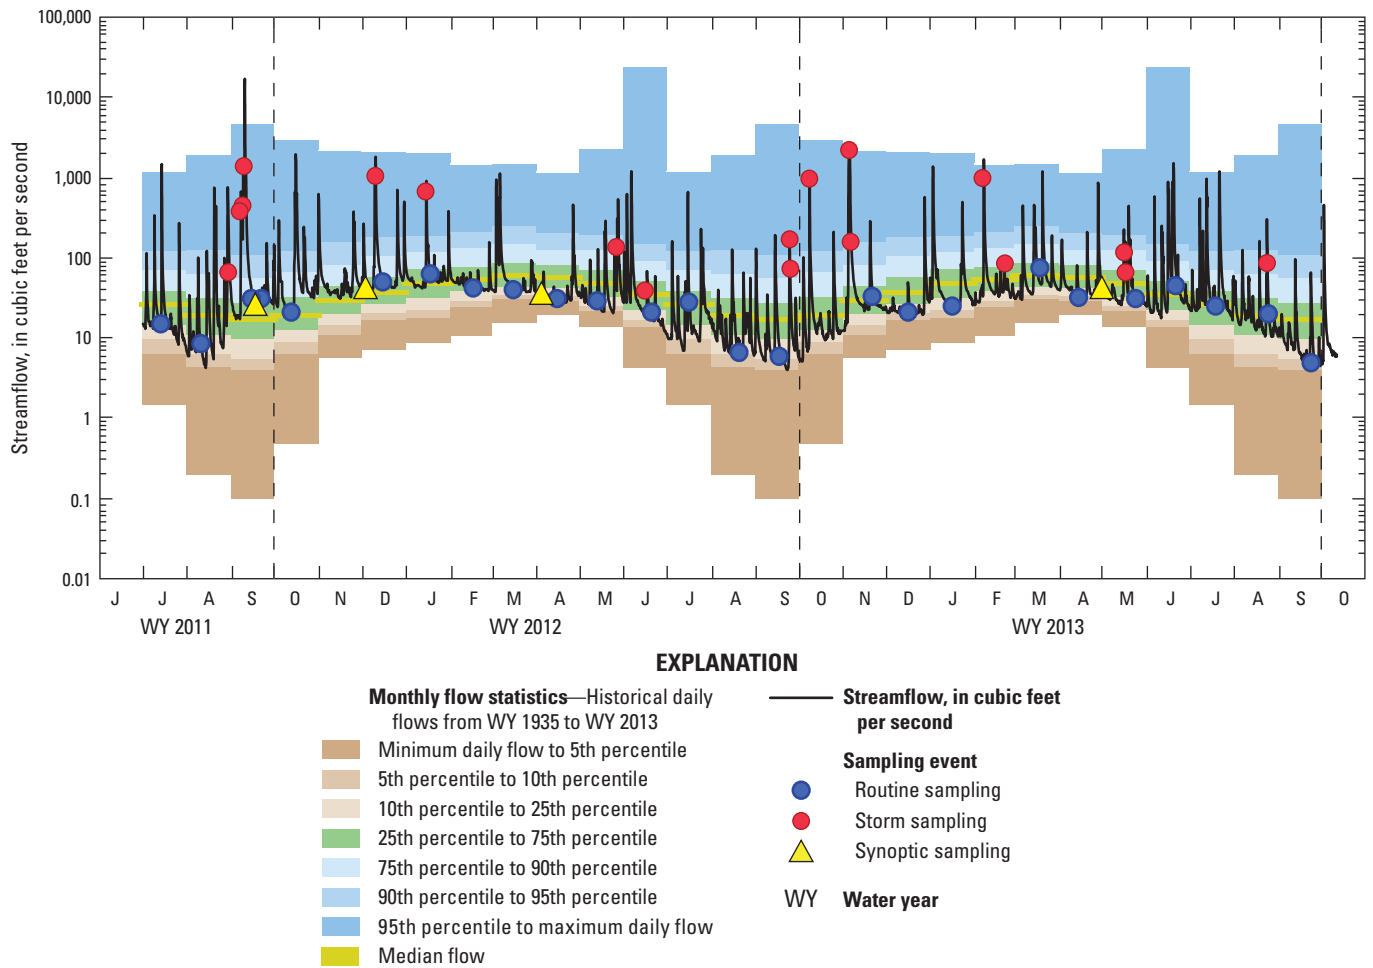 100,000
10,000
1,000
100
10
1
0.1
0.01
Streamflow, in cubic feet per second
J J A S O N D J F M A M J J A S O N D J F M A M J J A S O
WY 2011 WY 2012 WY 2013
EXPLANATION
Monthly flow statistics—Historical daily
flows from WY 1935 to WY 2013
Minimum daily flow to 5th percentile
5th percentile to 10th percentile
10th percentile to 25th percentile
25th percentile to 75th percentile
75th percentile to 90th percentile
90th percentile to 95th percentile
95th percentile to maximum daily flow
Median flow
Streamflow, in cubic feet
per second
Sampling event
Routine sampling
Storm sampling
Synoptic sampling
WY Water year